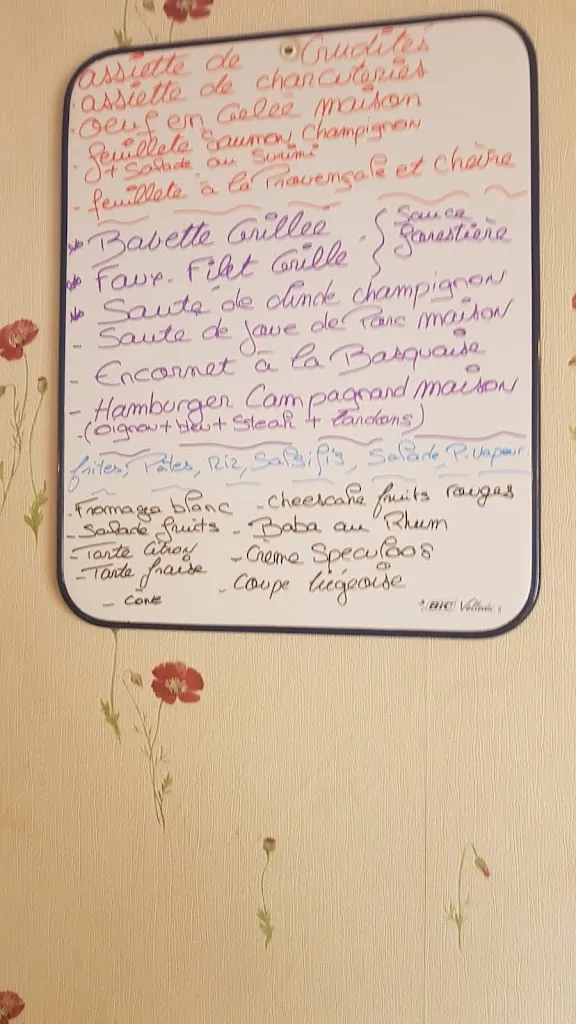 assiette de Crudités
. assiette de charcuteries
. oeuf en Gelée maison
. feuilleté Saumon, Champignon
+ Salade au Surimi
- feuilleté à la Provençale et chèvre
Babette Grillée
Faux-Filet Grillé
} Sauce forestière
Sauté de dinde champignon
- Sauté de joue de Porc maison
- Encornet à la Basquaise
- Hamburger Campagnard maison
- (Oignon + bleu + Steak + Lardons)
frites, Pâtes, Riz, Salsifis, Salade, P. vapeur.
- Fromage blanc - cheescake fruits rouges
- Salade fruits - Baba au Rhum
- Tarte Citron - Crème Speculoos
- Tarte fraise - Coupe liégeoise
- Cone
BIC Velleda